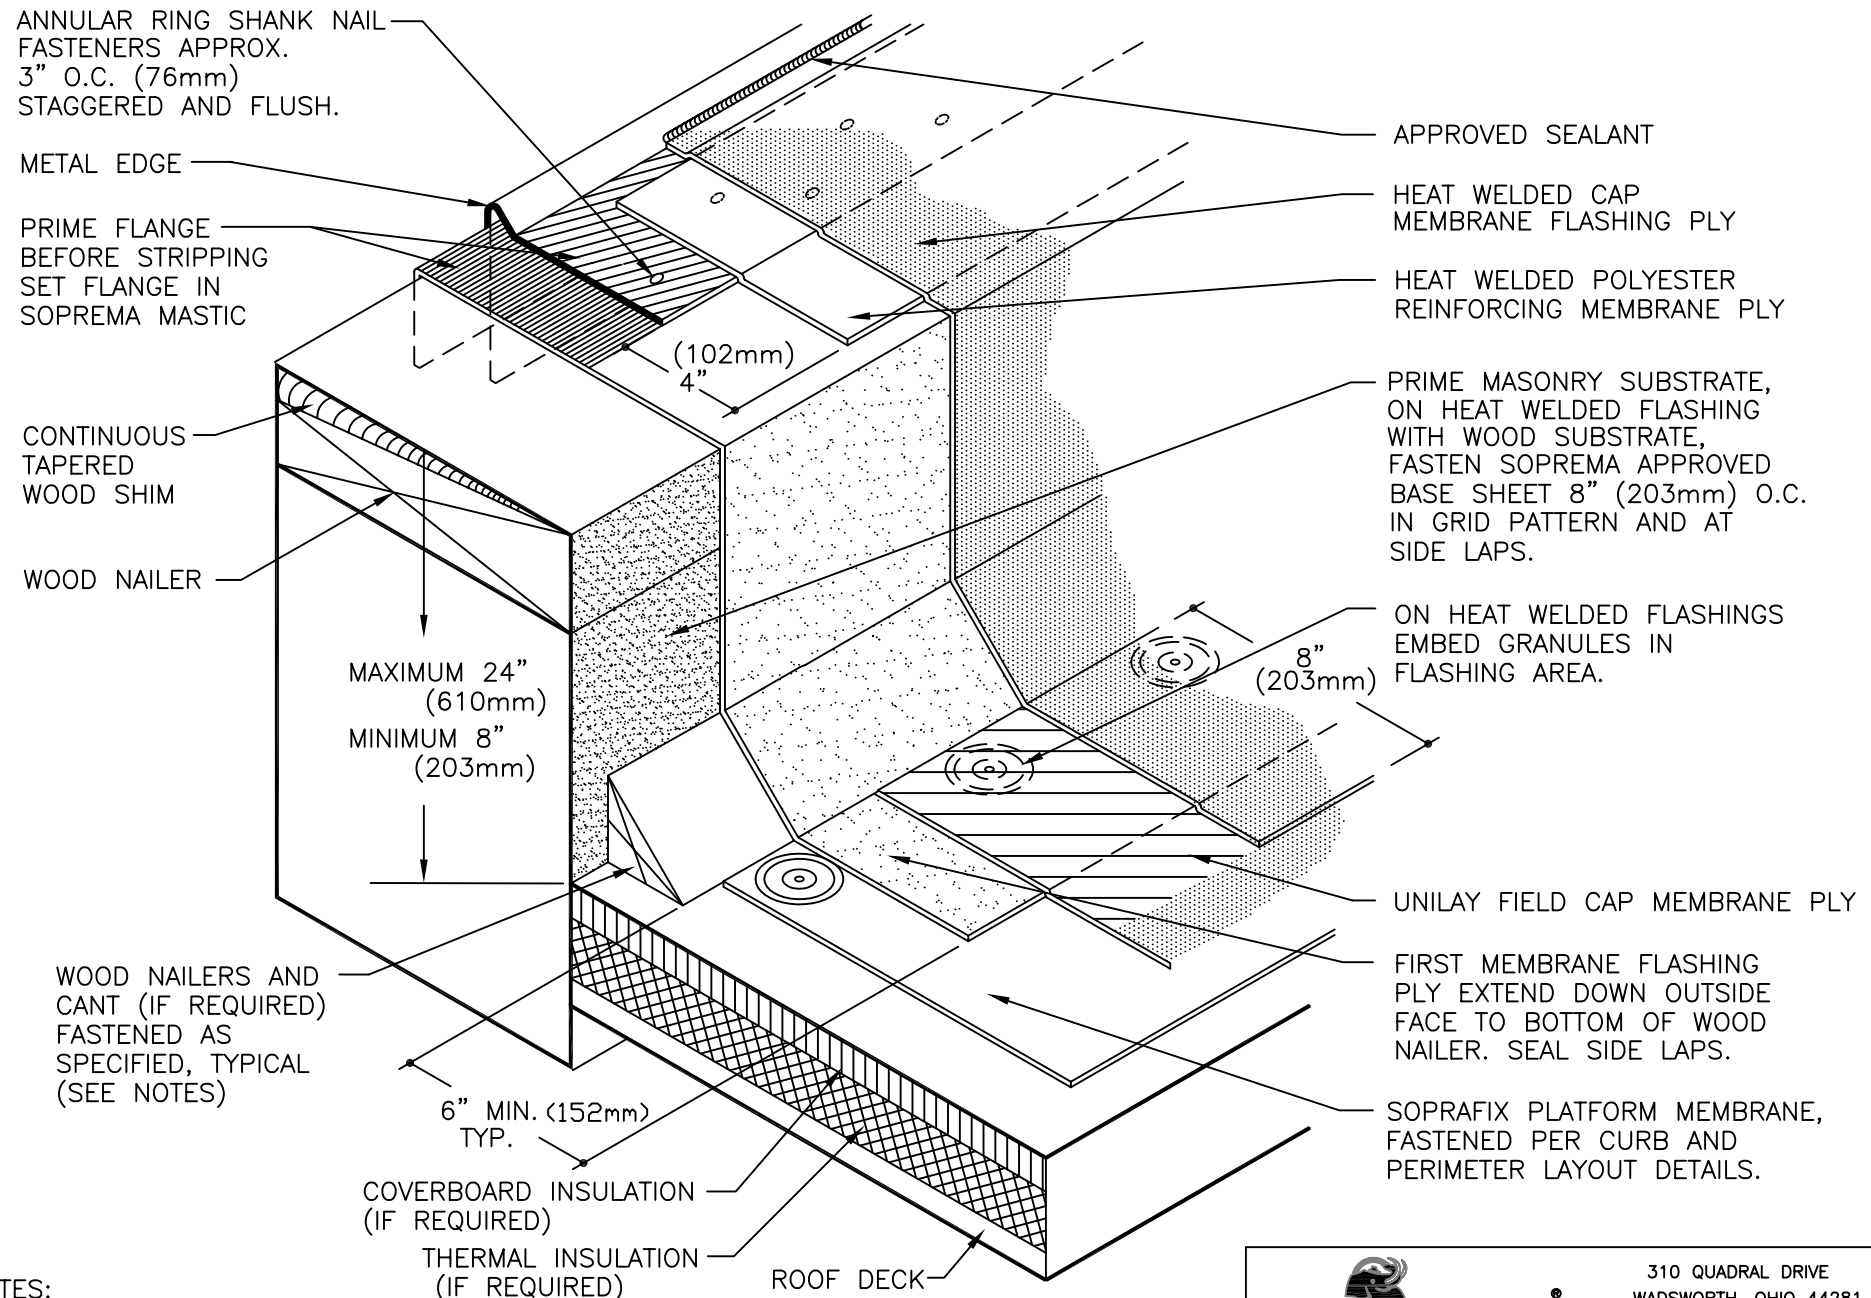 ANNULAR RING SHANK NAIL
FASTENERS APPROX.
3" O.C. (76mm)
STAGGERED AND FLUSH.
METAL EDGE
PRIME FLANGE
BEFORE STRIPPING
SET FLANGE IN
SOPREMA MASTIC
CONTINUOUS
TAPERED
WOOD SHIM
WOOD NAILER
MAXIMUM 24"
(610mm)
MINIMUM 8"
(203mm)
(102mm)
4"
WOOD NAILERS AND
CANT (IF REQUIRED)
FASTENED AS
SPECIFIED, TYPICAL
(SEE NOTES)
6" MIN. (152mm)
TYP.
COVERBOARD INSULATION
(IF REQUIRED)
THERMAL INSULATION
(IF REQUIRED)
ROOF DECK
APPROVED SEALANT
HEAT WELDED CAP
MEMBRANE FLASHING PLY
HEAT WELDED POLYESTER
REINFORCING MEMBRANE PLY
PRIME MASONRY SUBSTRATE,
ON HEAT WELDED FLASHING
WITH WOOD SUBSTRATE,
FASTEN SOPREMA APPROVED
BASE SHEET 8" (203mm) O.C.
IN GRID PATTERN AND AT
SIDE LAPS.
ON HEAT WELDED FLASHINGS
EMBED GRANULES IN
FLASHING AREA.
8"
(203mm)
UNILAY FIELD CAP MEMBRANE PLY
FIRST MEMBRANE FLASHING
PLY EXTEND DOWN OUTSIDE
FACE TO BOTTOM OF WOOD
NAILER. SEAL SIDE LAPS.
SOPRAFIX PLATFORM MEMBRANE,
FASTENED PER CURB AND
PERIMETER LAYOUT DETAILS.
TES:
®
310 QUADRAL DRIVE
WADSWORTH, OHIO 44281